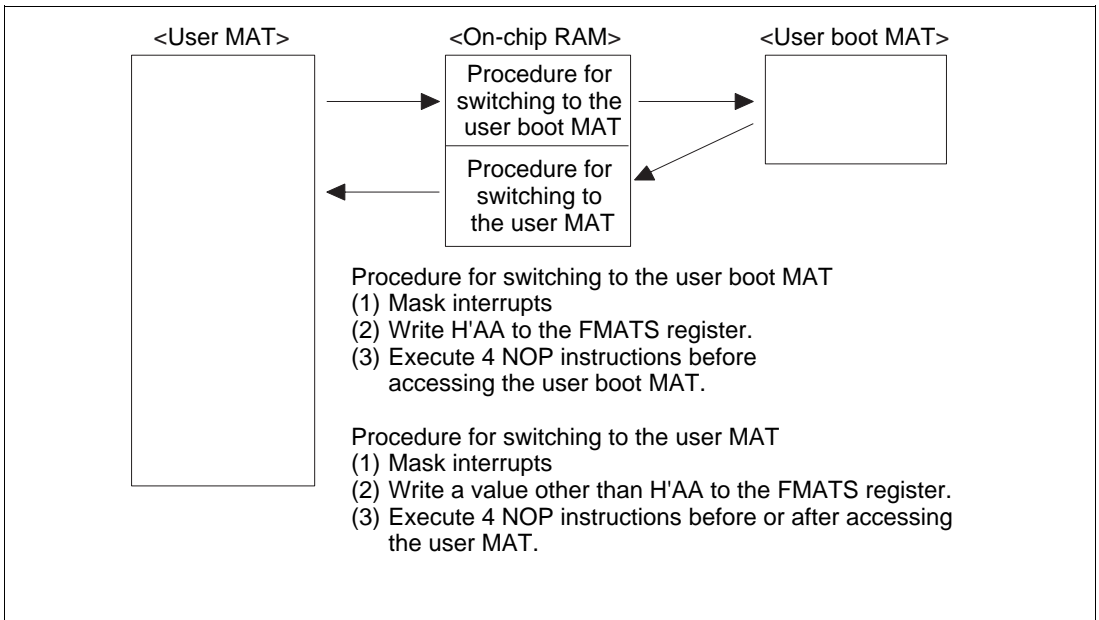 <User MAT>
<On-chip RAM>
<User boot MAT>
Procedure for
switching to the
user boot MAT
Procedure for
switching to
the user MAT
Procedure for switching to the user boot MAT
(1) Mask interrupts
(2) Write H'AA to the FMATS register.
(3) Execute 4 NOP instructions before
accessing the user boot MAT.
Procedure for switching to the user MAT
(1) Mask interrupts
(2) Write a value other than H'AA to the FMATS register.
(3) Execute 4 NOP instructions before or after accessing
the user MAT.